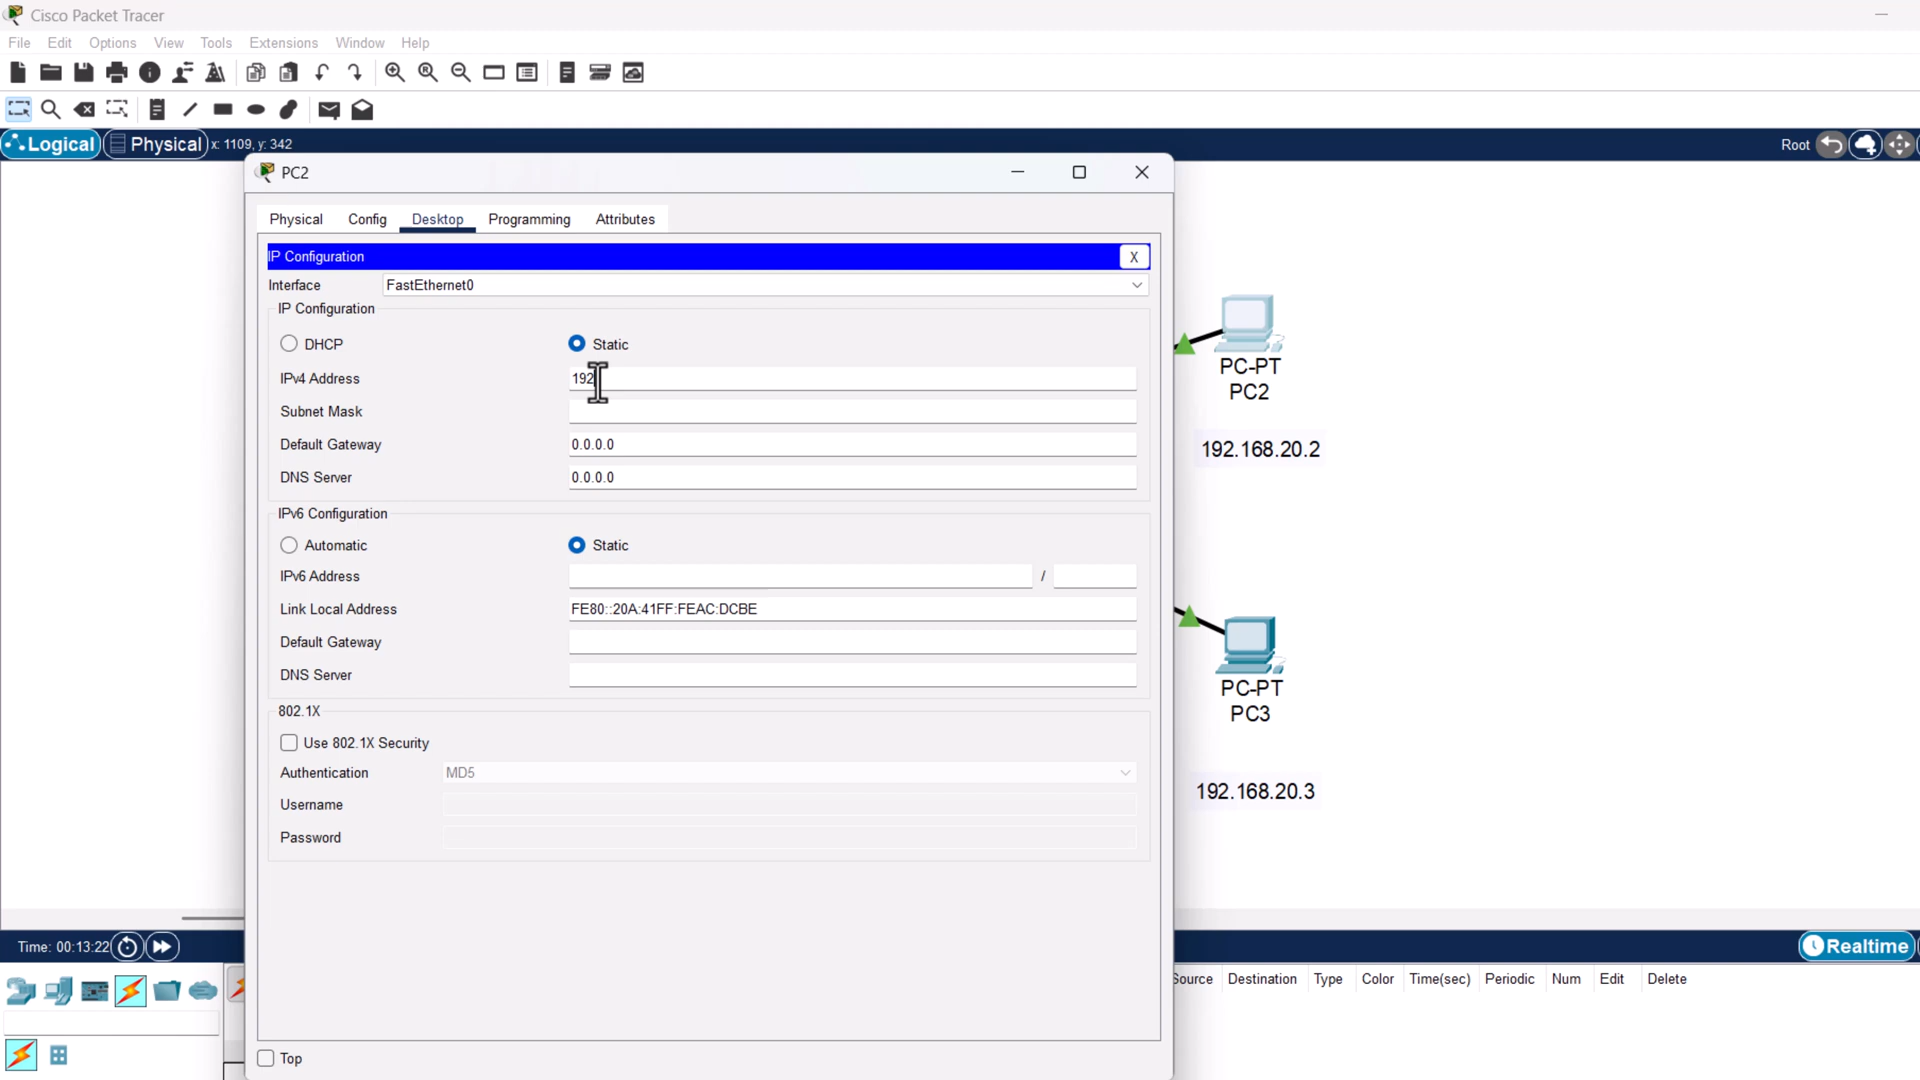 Cisco Packet Tracer
File Edit Options View Tools Extensions Window Help
Logical Physical x: 1109, y: 342 Root
PC2
Physical Config Desktop Programming Attributes
IP Configuration X
Interface FastEthernet0
IP Configuration
DHCP Static
IPv4 Address 192
Subnet Mask
Default Gateway 0.0.0.0
DNS Server 0.0.0.0
IPv6 Configuration
Automatic Static
IPv6 Address /
Link Local Address FE80::20A:41FF:FEAC:DCBE
Default Gateway
DNS Server
802.1X
Use 802.1X Security
Authentication MD5
Username
Password
Top
PC-PT
PC2
192.168.20.2
PC-PT
PC3
192.168.20.3
Time: 00:13:22 Realtime
Source Destination Type Color Time(sec) Periodic Num Edit Delete